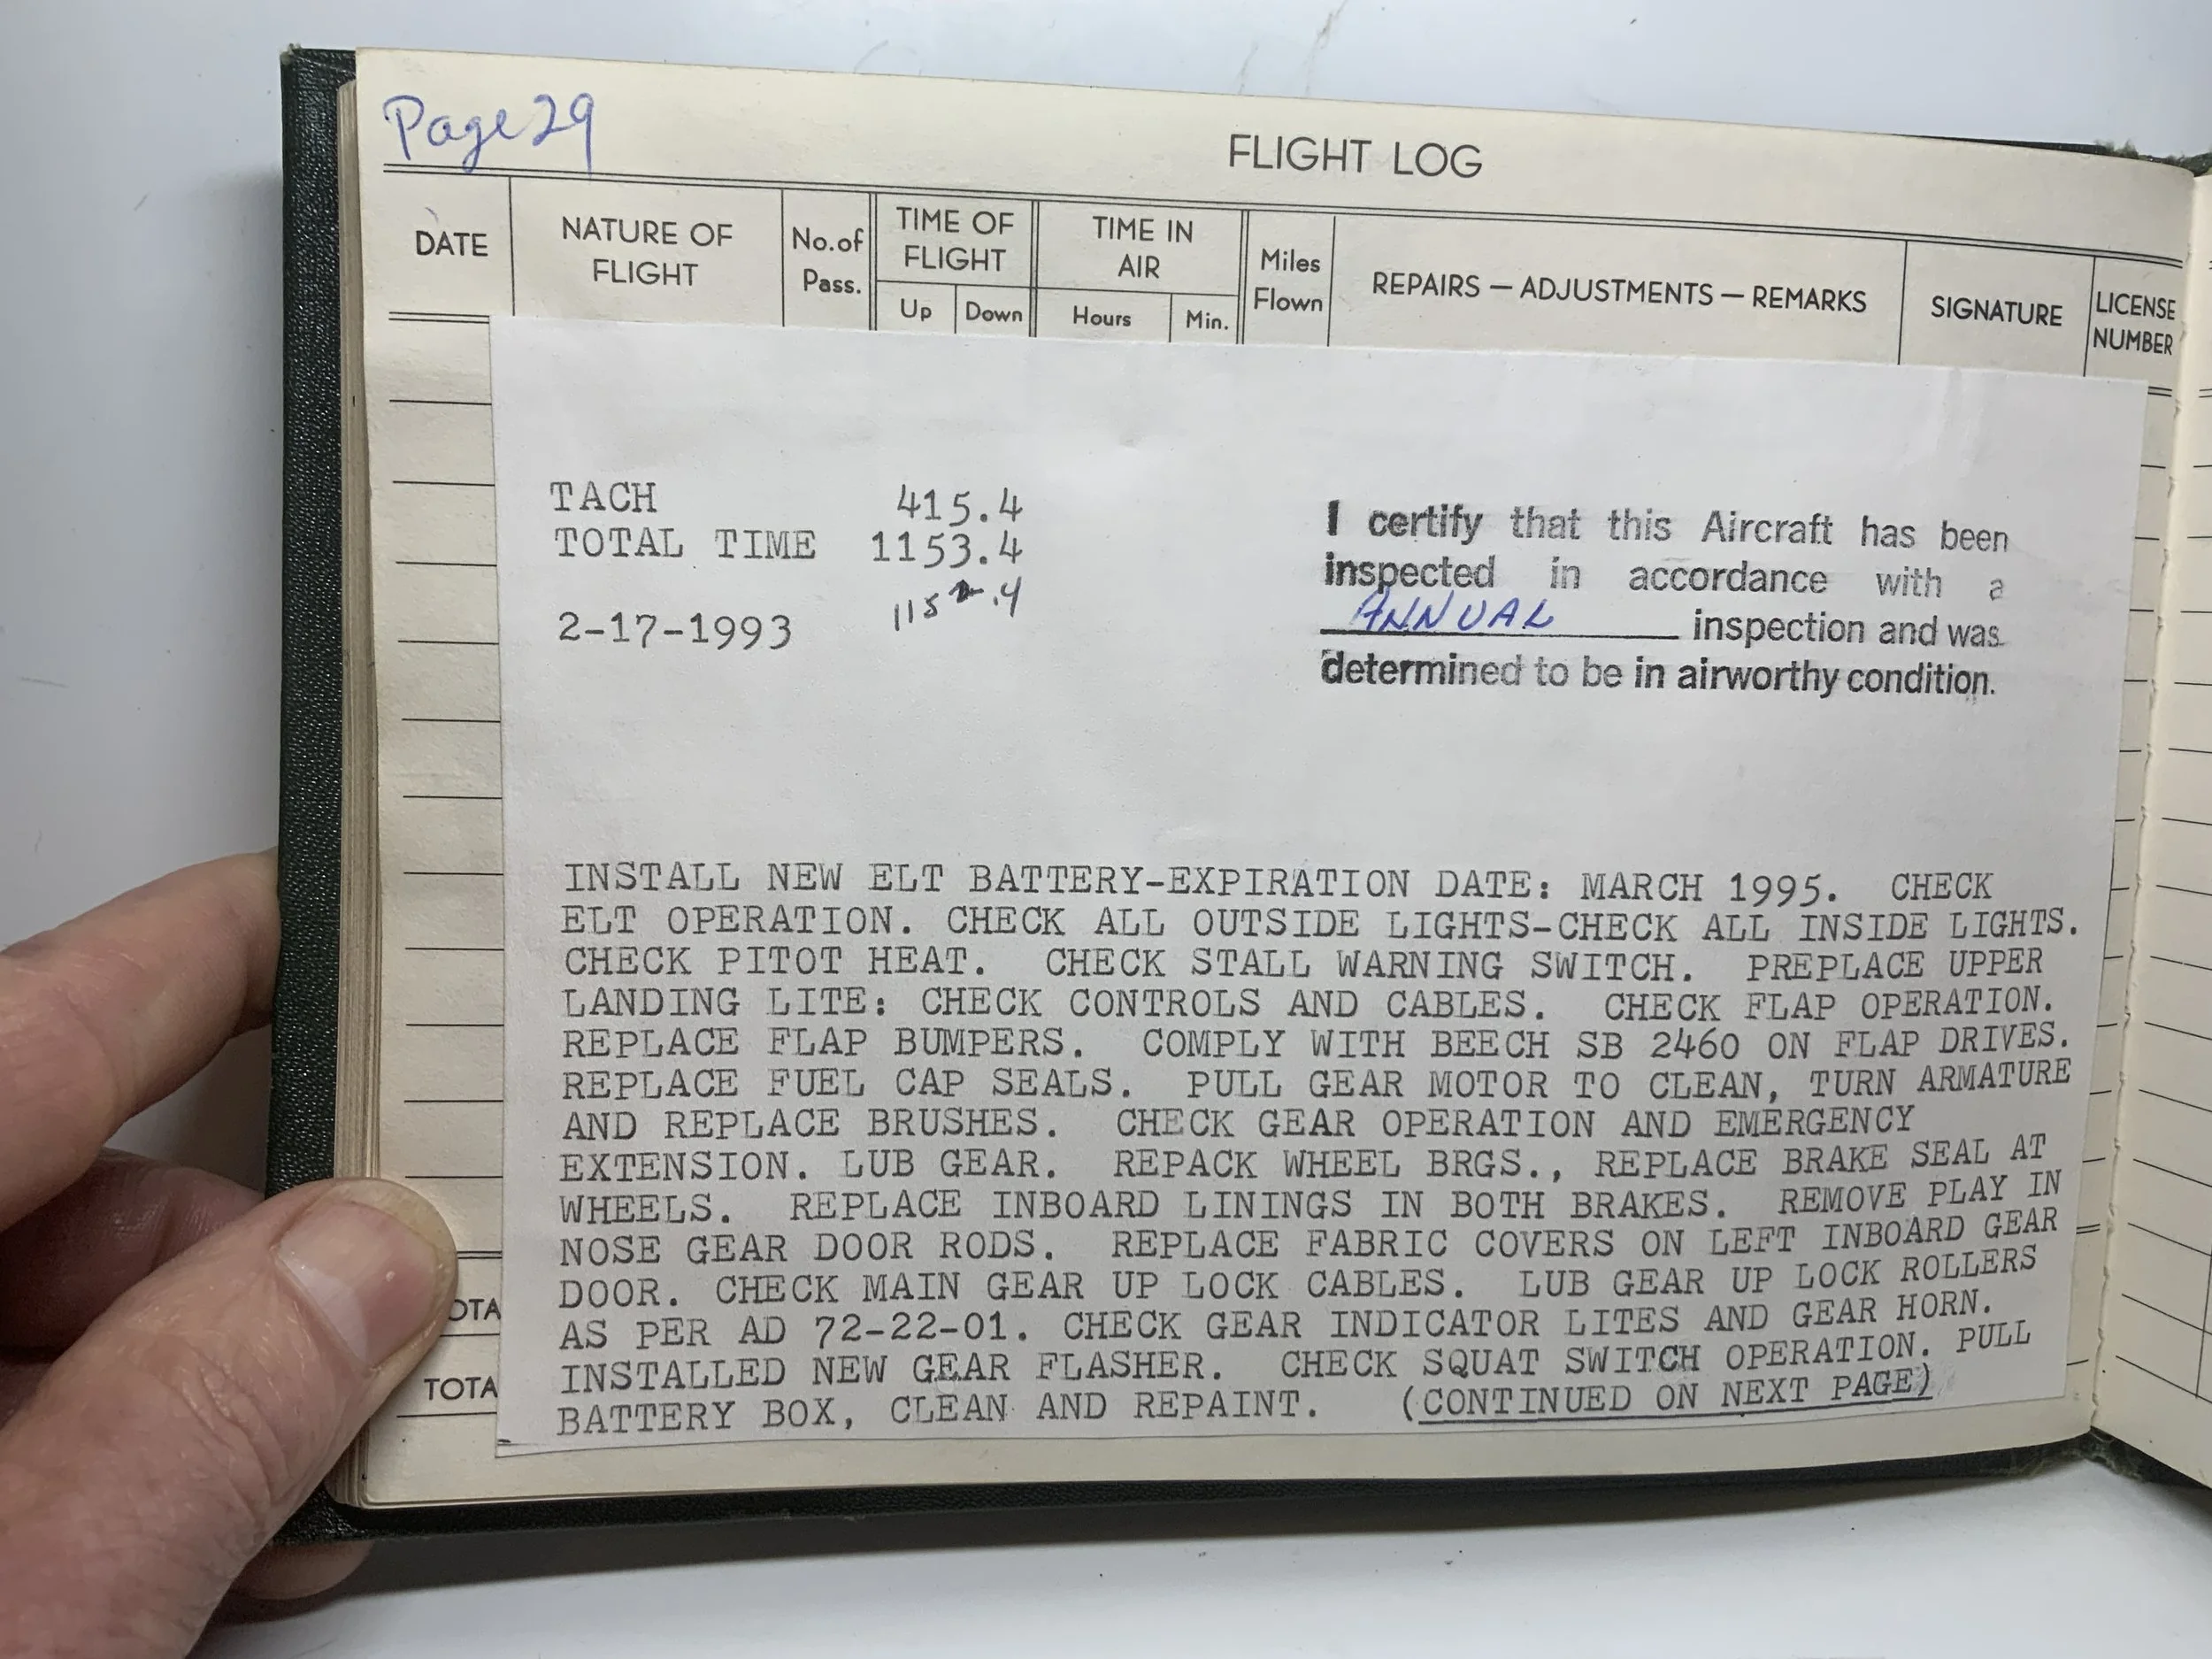 Page 29
FLIGHT LOG
DATE
NATURE OF
FLIGHT
No.of
Pass.
TIME OF
FLIGHT
Up
Down
TIME IN
AIR
Hours
Min.
Miles
Flown
REPAIRS — ADJUSTMENTS — REMARKS
SIGNATURE
LICENSE
NUMBER
TACH 415.4
TOTAL TIME 1153.4
2-17-1993
I certify that this Aircraft has been
inspected in accordance with a
ANNUAL inspection and was
determined to be in airworthy condition.
INSTALL NEW ELT BATTERY-EXPIRATION DATE: MARCH 1995. CHECK
ELT OPERATION. CHECK ALL OUTSIDE LIGHTS-CHECK ALL INSIDE LIGHTS.
CHECK PITOT HEAT. CHECK STALL WARNING SWITCH. PREPLACE UPPER
LANDING LITE: CHECK CONTROLS AND CABLES. CHECK FLAP OPERATION.
REPLACE FLAP BUMPERS. COMPLY WITH BEECH SB 2460 ON FLAP DRIVES.
REPLACE FUEL CAP SEALS. PULL GEAR MOTOR TO CLEAN, TURN ARMATURE
AND REPLACE BRUSHES. CHECK GEAR OPERATION AND EMERGENCY
EXTENSION. LUB GEAR. REPACK WHEEL BRGS., REPLACE BRAKE SEAL AT
WHEELS. REPLACE INBOARD LININGS IN BOTH BRAKES. REMOVE PLAY IN
NOSE GEAR DOOR RODS. REPLACE FABRIC COVERS ON LEFT INBOARD GEAR
DOOR. CHECK MAIN GEAR UP LOCK CABLES. LUB GEAR UP LOCK ROLLERS
AS PER AD 72-22-01. CHECK GEAR INDICATOR LITES AND GEAR HORN.
INSTALLED NEW GEAR FLASHER. CHECK SQUAT SWITCH OPERATION. PULL
BATTERY BOX, CLEAN AND REPAINT. (CONTINUED ON NEXT PAGE)
OTA
TOTA